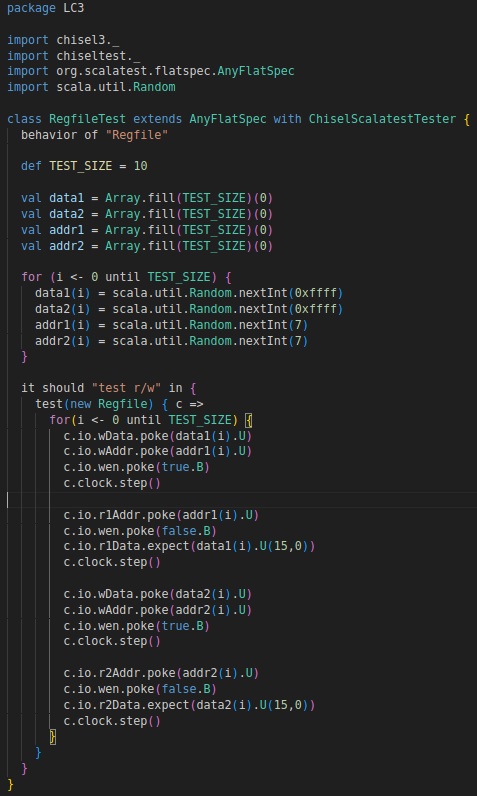 package LC3
import chisel3._
import chiseltest._
import org.scalatest.flatspec.AnyFlatSpec
import scala.util.Random
class RegfileTest extends AnyFlatSpec with ChiselScalatestTester {
behavior of "Regfile"
def TEST_SIZE = 10
val data1 = Array.fill(TEST_SIZE)(0)
val data2 = Array.fill(TEST_SIZE)(0)
val addr1 = Array.fill(TEST_SIZE)(0)
val addr2 = Array.fill(TEST_SIZE)(0)
for (i <- 0 until TEST_SIZE) {
data1(i) = scala.util.Random.nextInt(0xffff)
data2(i) = scala.util.Random.nextInt(0xffff)
addr1(i) = scala.util.Random.nextInt(7)
addr2(i) = scala.util.Random.nextInt(7)
}
it should "test r/w" in {
test(new Regfile) { c =>
for(i <- 0 until TEST_SIZE) {
c.io.wData.poke(data1(i).U)
c.io.wAddr.poke(addr1(i).U)
c.io.wen.poke(true.B)
c.clock.step()
c.io.r1Addr.poke(addr1(i).U)
c.io.wen.poke(false.B)
c.io.r1Data.expect(data1(i).U(15,0))
c.clock.step()
c.io.wData.poke(data2(i).U)
c.io.wAddr.poke(addr2(i).U)
c.io.wen.poke(true.B)
c.clock.step()
c.io.r2Addr.poke(addr2(i).U)
c.io.wen.poke(false.B)
c.io.r2Data.expect(data2(i).U(15,0))
c.clock.step()
}
}
}
}